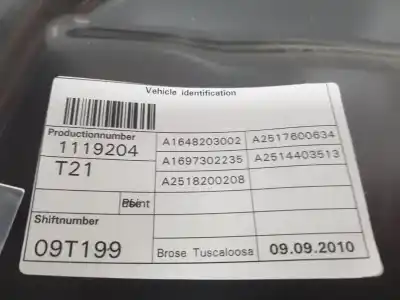 Vehicle identification
Productionnumber
1119204
A1648203002 A2517600634
T21
A1697302235 A2514403513
A2518200208
Shiftnumber
09T199
Brose Tuscaloosa 09.09.2010